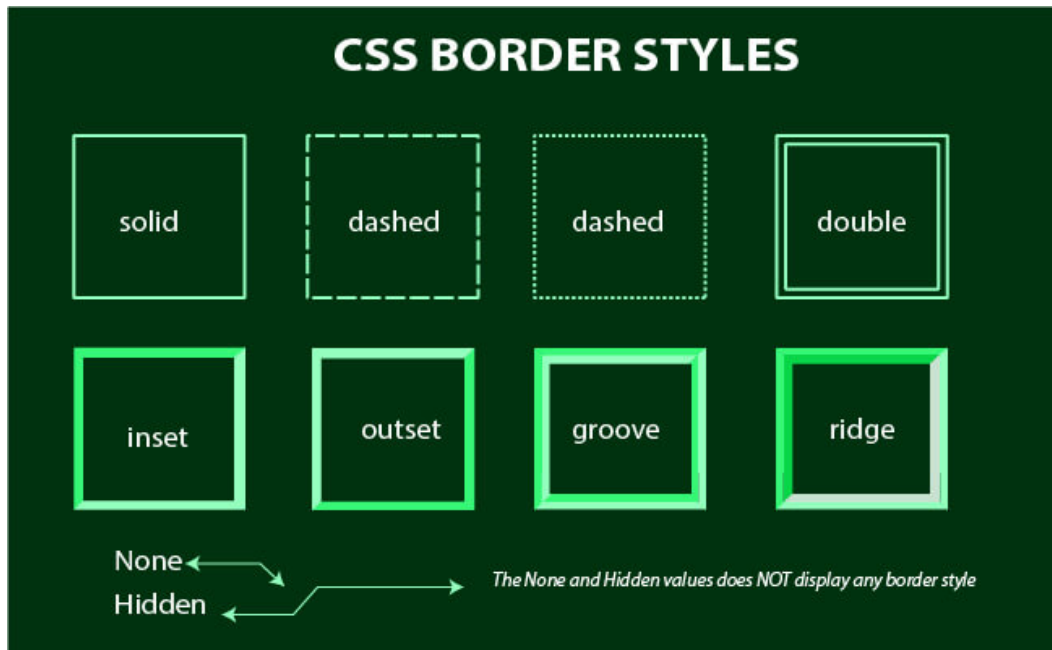 CSS BORDER STYLES
solid
dashed
dashed
double
inset
outset
groove
ridge
None
Hidden
The None and Hidden values does NOT display any border style